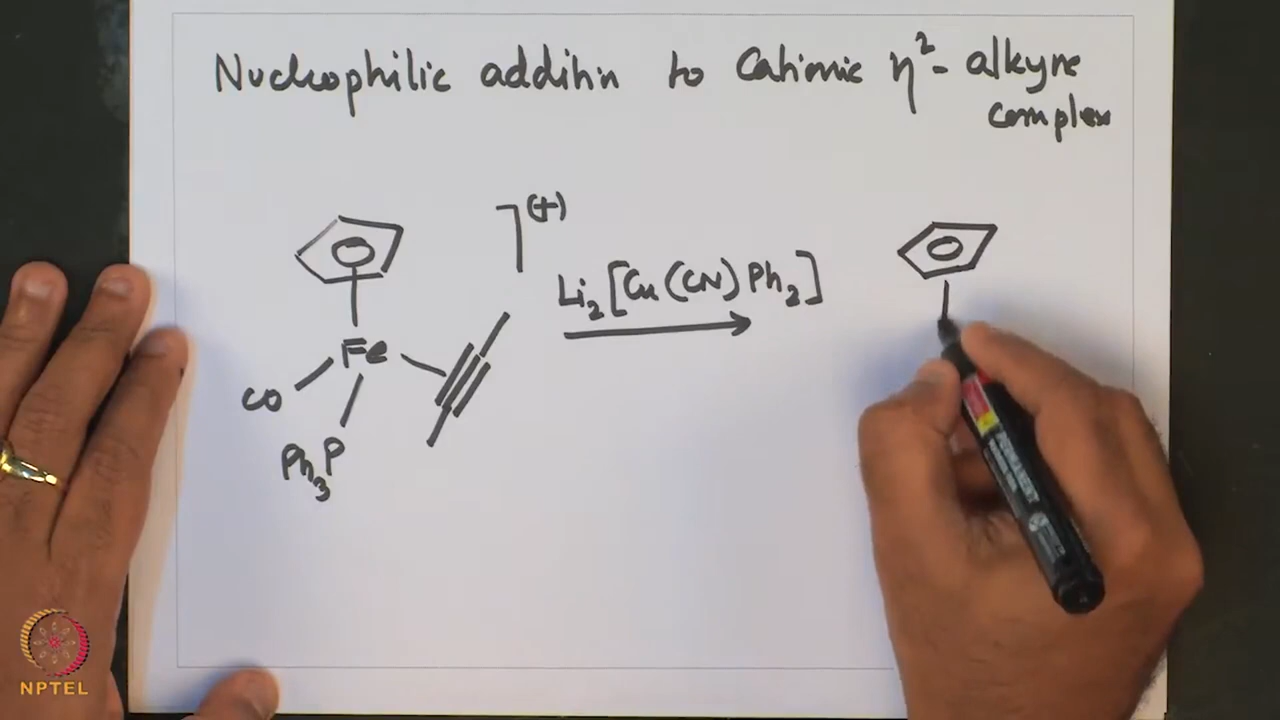 Nucleophilic addition to Cationic η²- alkyne
complex
](+)
Li₂[Cu(CN)Ph₂]
Fe
CO
Ph₃P
NPTEL